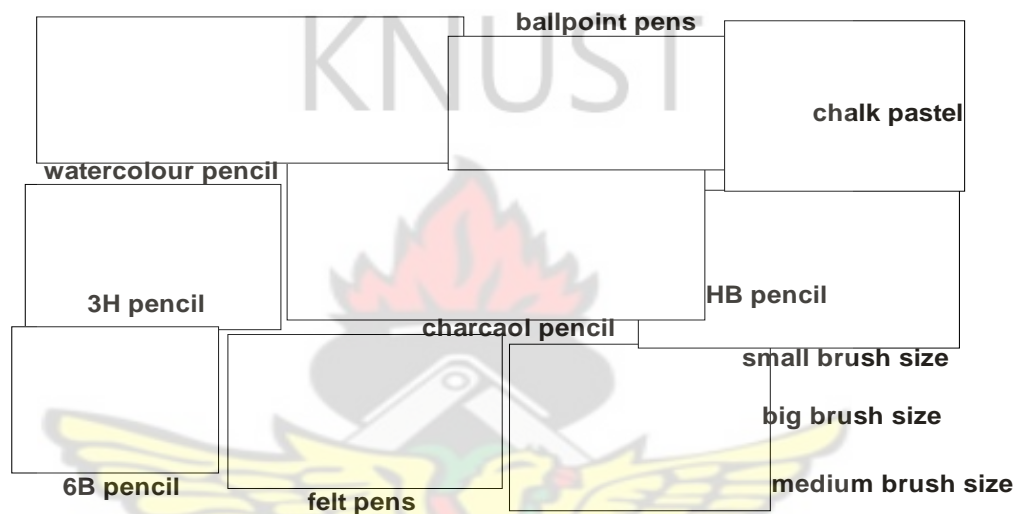 ballpoint pens
KNUST
chalk pastel
watercolour pencil
3H pencil
HB pencil
charcaol pencil
small brush size
big brush size
6B pencil
medium brush size
felt pens